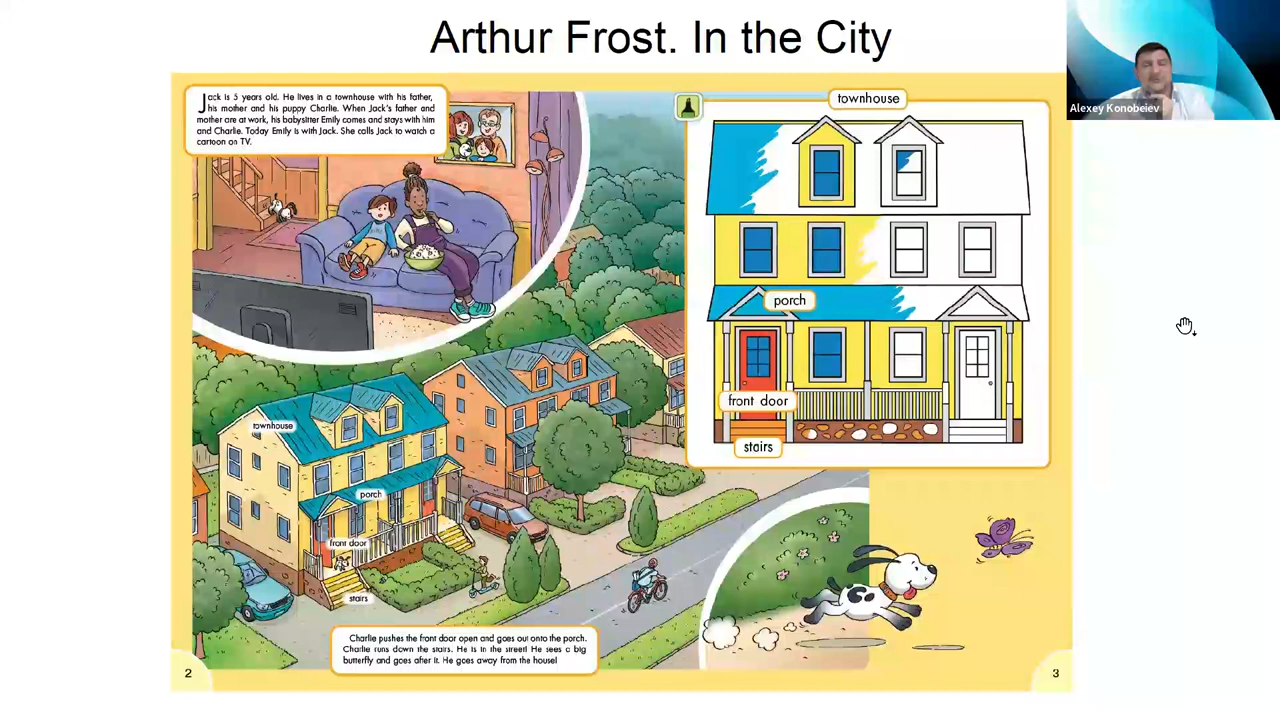 Arthur Frost. In the City
Alexey Konobeiev
Jack is 5 years old. He lives in a townhouse with his father,
his mother and his puppy Charlie. When Jack's father and
mother are at work, his babysitter Emily comes and stays with him
and Charlie. Today Emily is with Jack. She calls Jack to watch a
cartoon on TV.
townhouse
porch
front door
stairs
townhouse
porch
front door
stairs
Charlie pushes the front door open and goes out onto the porch.
Charlie runs down the stairs. He is in the street! He sees a big
butterfly and goes after it. He goes away from the house!
2
3